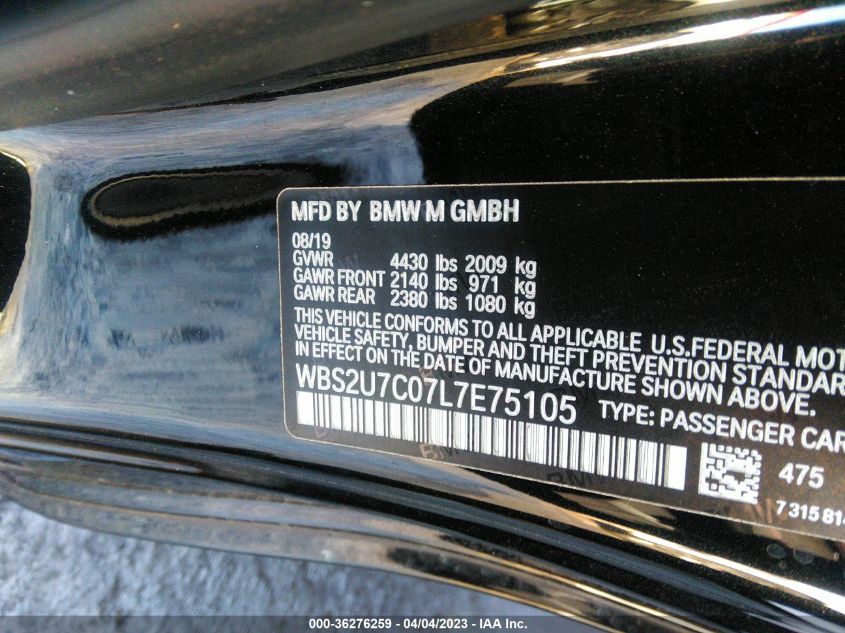 MFD BY BMW M GMBH
08/19
GVWR 4430 lbs 2009 kg
GAWR FRONT 2140 lbs 971 kg
GAWR REAR 2380 lbs 1080 kg
THIS VEHICLE CONFORMS TO ALL APPLICABLE U.S.FEDERAL MOT
VEHICLE SAFETY, BUMPER AND THEFT PREVENTION STANDAR
IN EFFECT ON THE DATE OF MANUFACTURE SHOWN ABOVE.
WBS2U7C07L7E75105 TYPE: PASSENGER CAR
475
7 315 814
000-36276259 - 04/04/2023 - IAA Inc.